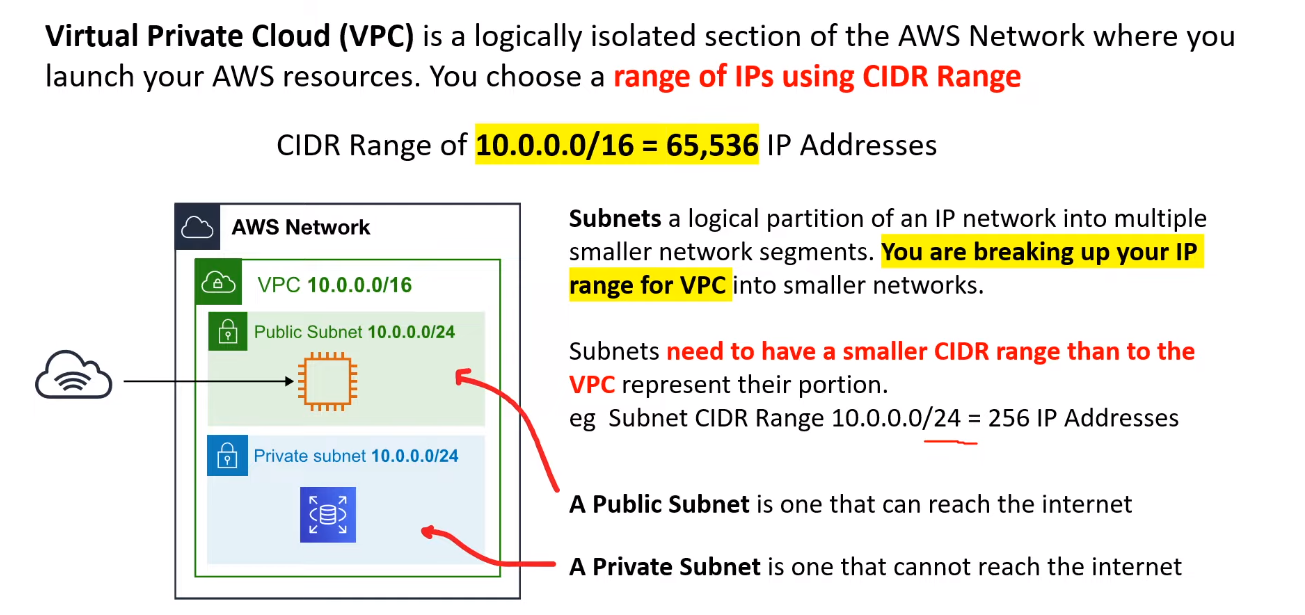 Virtual Private Cloud (VPC) is a logically isolated section of the AWS Network where you
launch your AWS resources. You choose a range of IPs using CIDR Range
CIDR Range of 10.0.0.0/16 = 65,536 IP Addresses
AWS Network
VPC 10.0.0.0/16
Public Subnet 10.0.0.0/24
Private subnet 10.0.0.0/24
Subnets a logical partition of an IP network into multiple
smaller network segments. You are breaking up your IP
range for VPC into smaller networks.
Subnets need to have a smaller CIDR range than to the
VPC represent their portion.
eg Subnet CIDR Range 10.0.0.0/24 = 256 IP Addresses
A Public Subnet is one that can reach the internet
A Private Subnet is one that cannot reach the internet